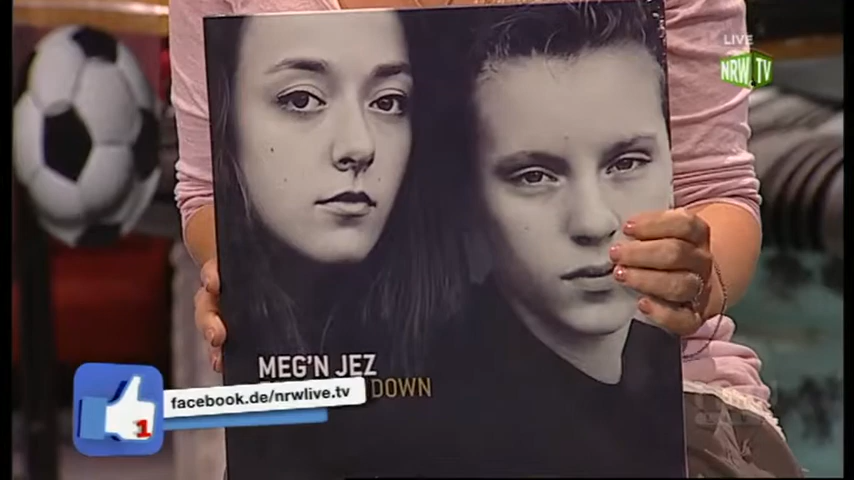 LIVE
NRW.TV
MEG'N JEZ
DOWN
facebook.de/nrwlive.tv
1